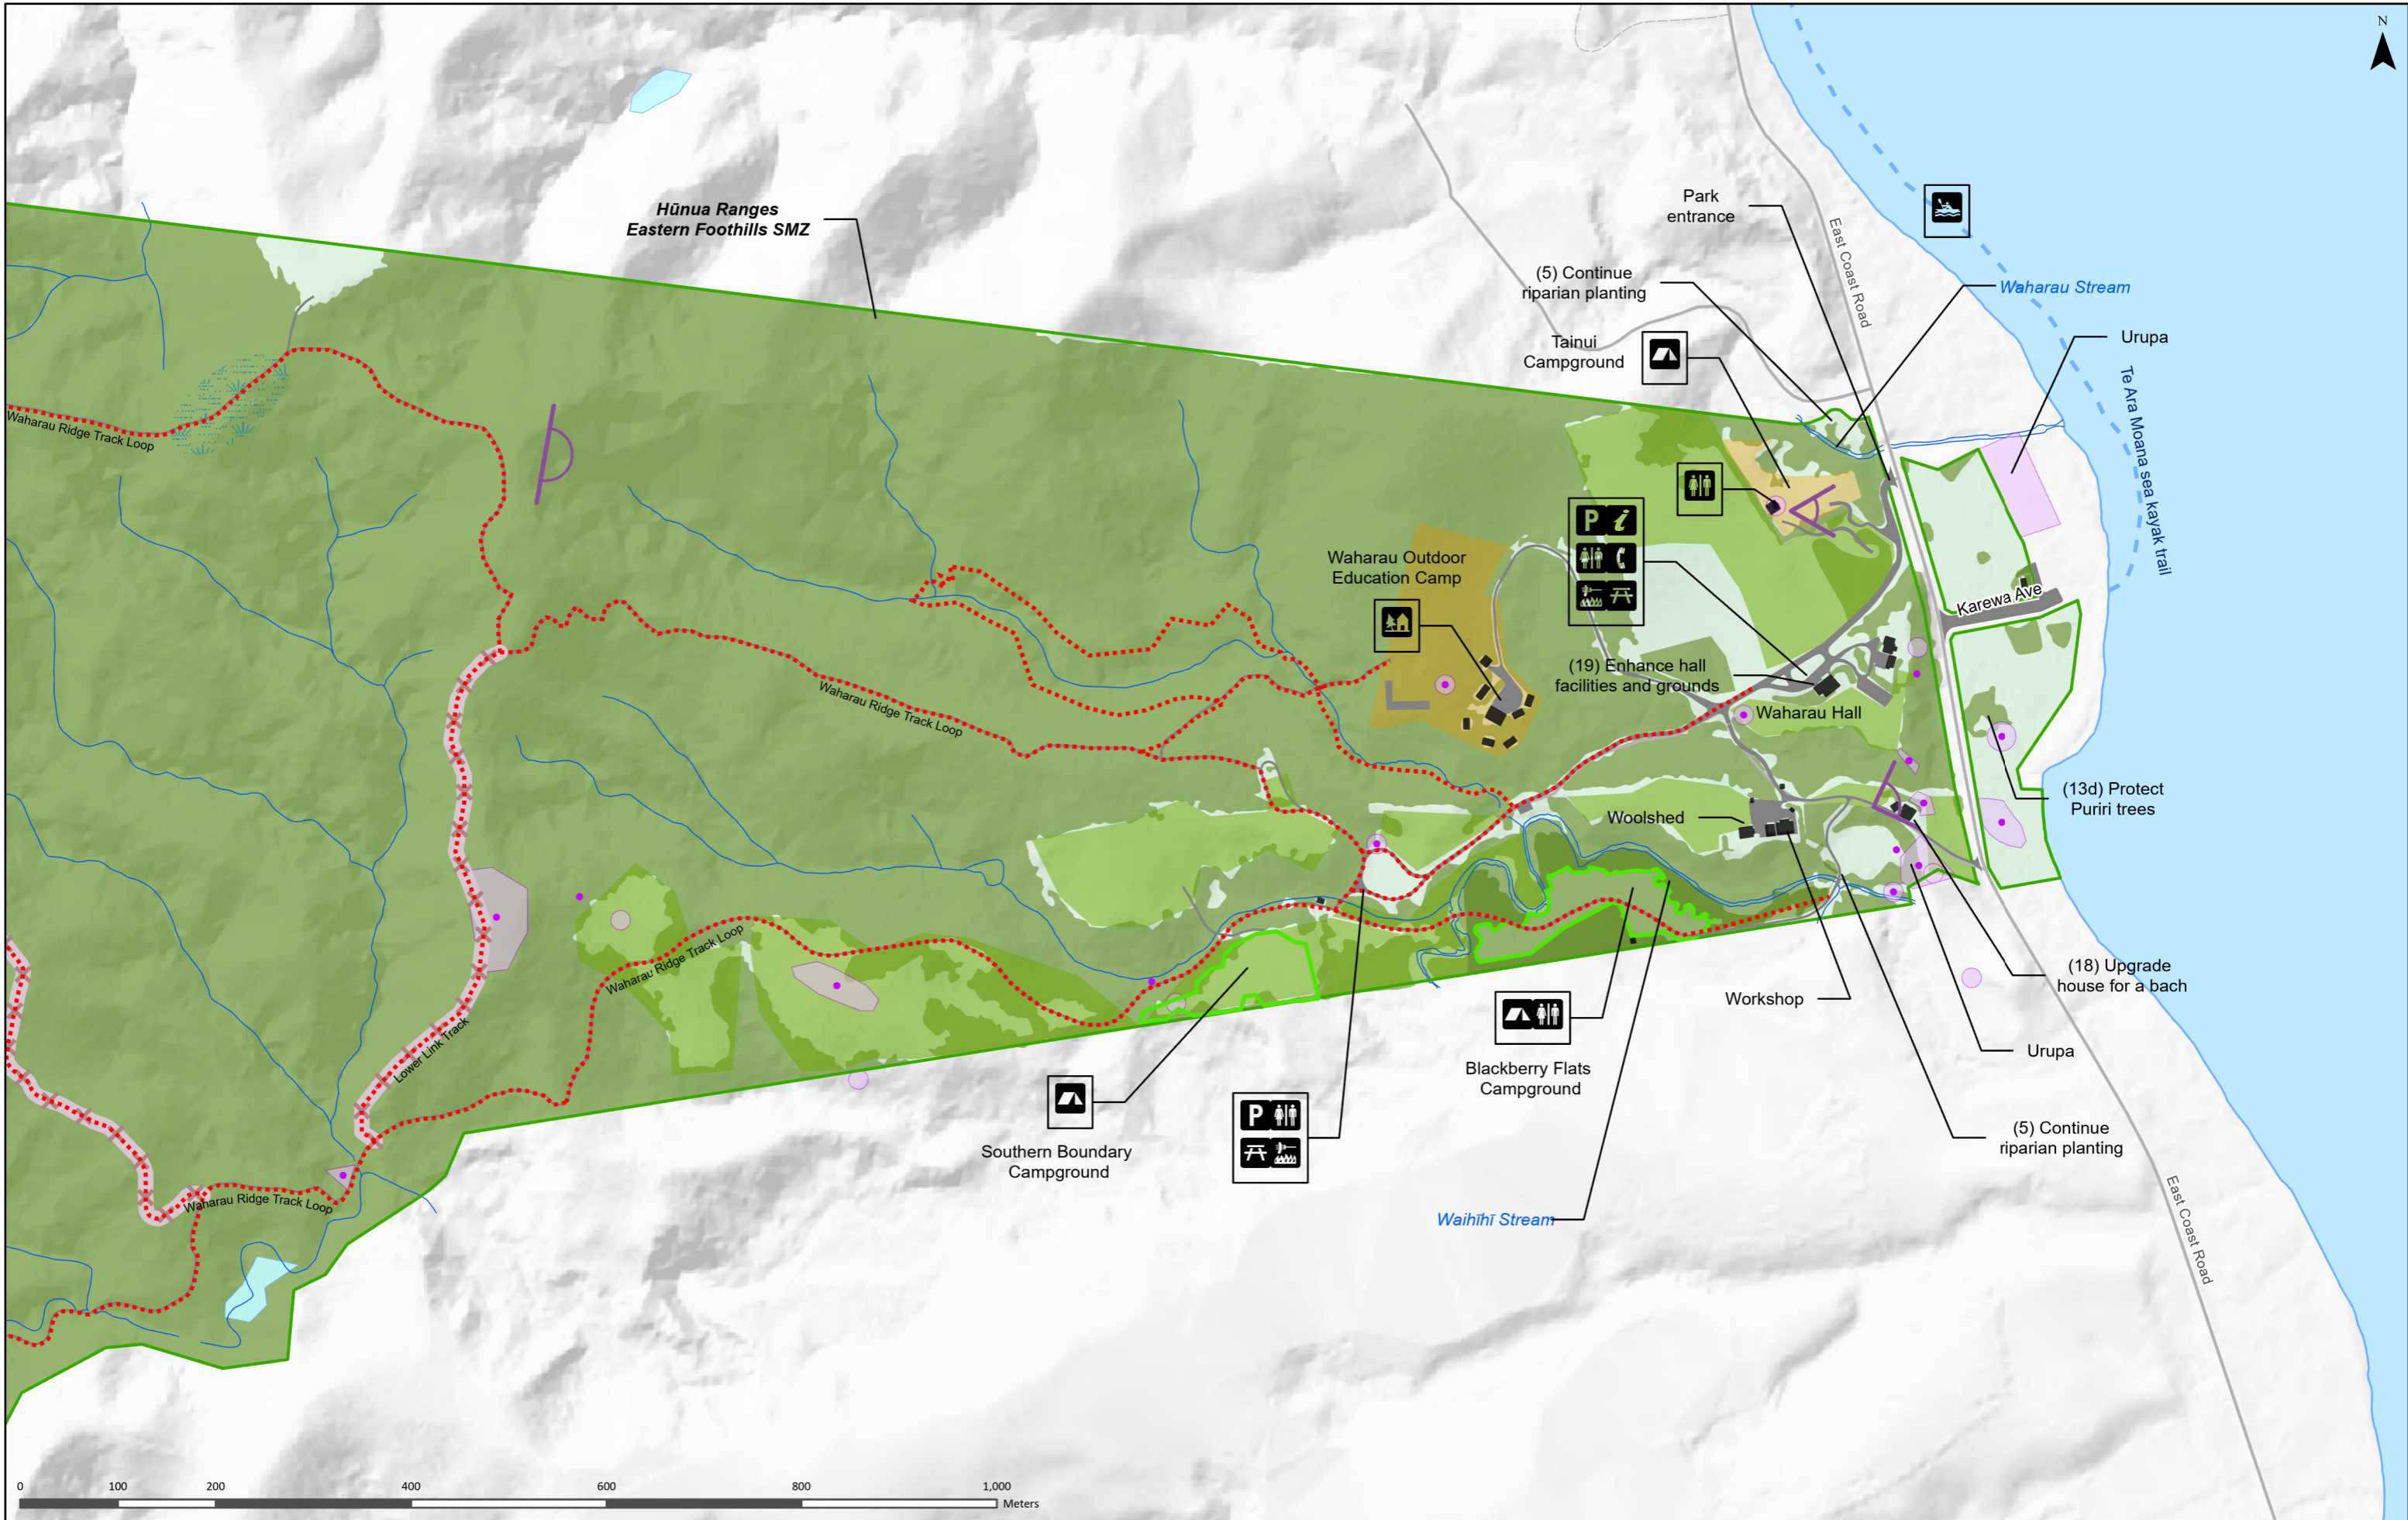 N
Hūnua Ranges
Eastern Foothills SMZ
Park
entrance
East Coast Road
(5) Continue
riparian planting
Waharau Stream
Tainui
Campground
Urupa
Te Ara Moana sea kayak trail
Waharau Ridge Track Loop
P i
Waharau Outdoor
Education Camp
Karewa Ave
(19) Enhance hall
facilities and grounds
Waharau Ridge Track Loop
Waharau Hall
(13d) Protect
Puriri trees
Woolshed
Waharau Ridge Track Loop
(18) Upgrade
house for a bach
Workshop
Lower Link Track
Urupa
Blackberry Flats
Campground
P
Southern Boundary
Campground
(5) Continue
riparian planting
Waharau Ridge Track Loop
Waihīhī Stream
East Coast Road
0 100 200 400 600 800 1,000
Meters